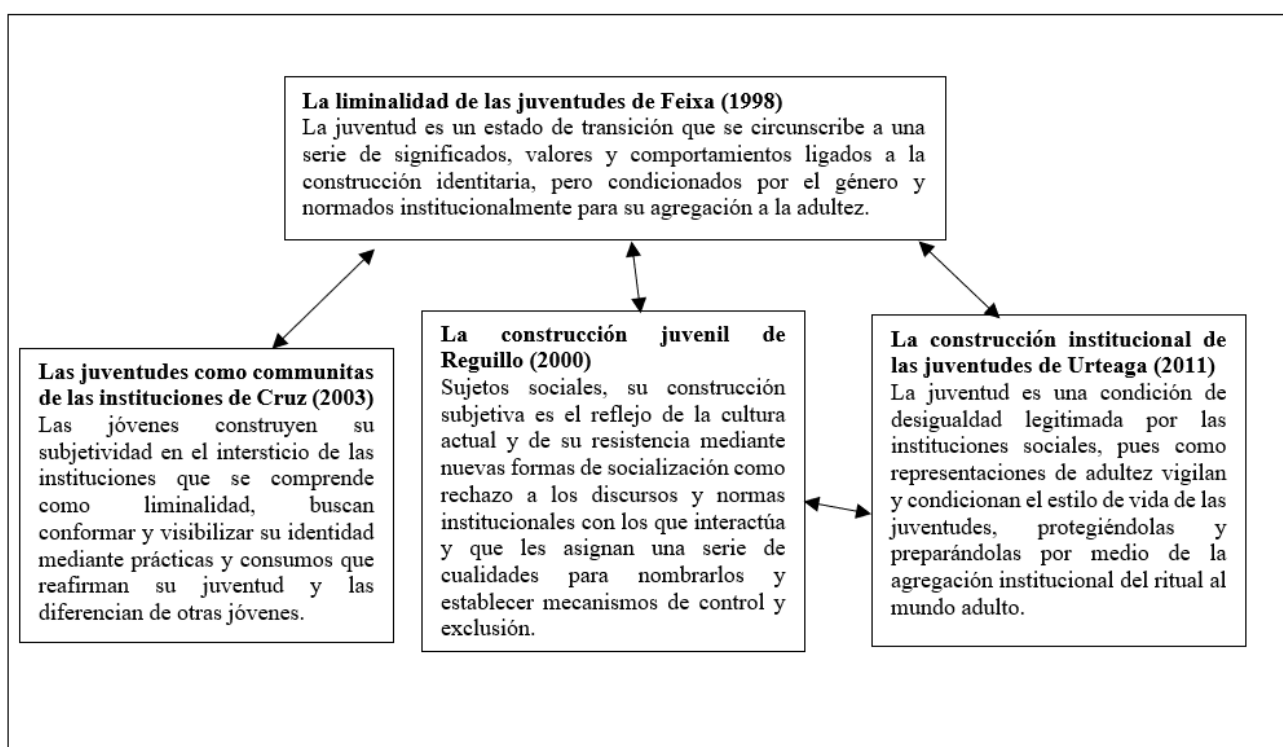 La liminalidad de las juventudes de Feixa (1998)
La juventud es un estado de transición que se circunscribe a una
serie de significados, valores y comportamientos ligados a la
construcción identitaria, pero condicionados por el género y
normados institucionalmente para su agregación a la adultez.
Las juventudes como communitas
de las instituciones de Cruz (2003)
Las jóvenes construyen su
subjetividad en el intersticio de las
instituciones que se comprende
como liminalidad, buscan
conformar y visibilizar su identidad
mediante prácticas y consumos que
reafirman su juventud y las
diferencian de otras jóvenes.
La construcción juvenil de
Reguillo (2000)
Sujetos sociales, su construcción
subjetiva es el reflejo de la cultura
actual y de su resistencia mediante
nuevas formas de socialización como
rechazo a los discursos y normas
institucionales con los que interactúa
y que les asignan una serie de
cualidades para nombrarlos y
establecer mecanismos de control y
exclusión.
La construcción institucional de
las juventudes de Urteaga (2011)
La juventud es una condición de
desigualdad legitimada por las
instituciones sociales, pues como
representaciones de adultez vigilan
y condicionan el estilo de vida de las
juventudes, protegiéndolas y
preparándolas por medio de la
agregación institucional del ritual al
mundo adulto.